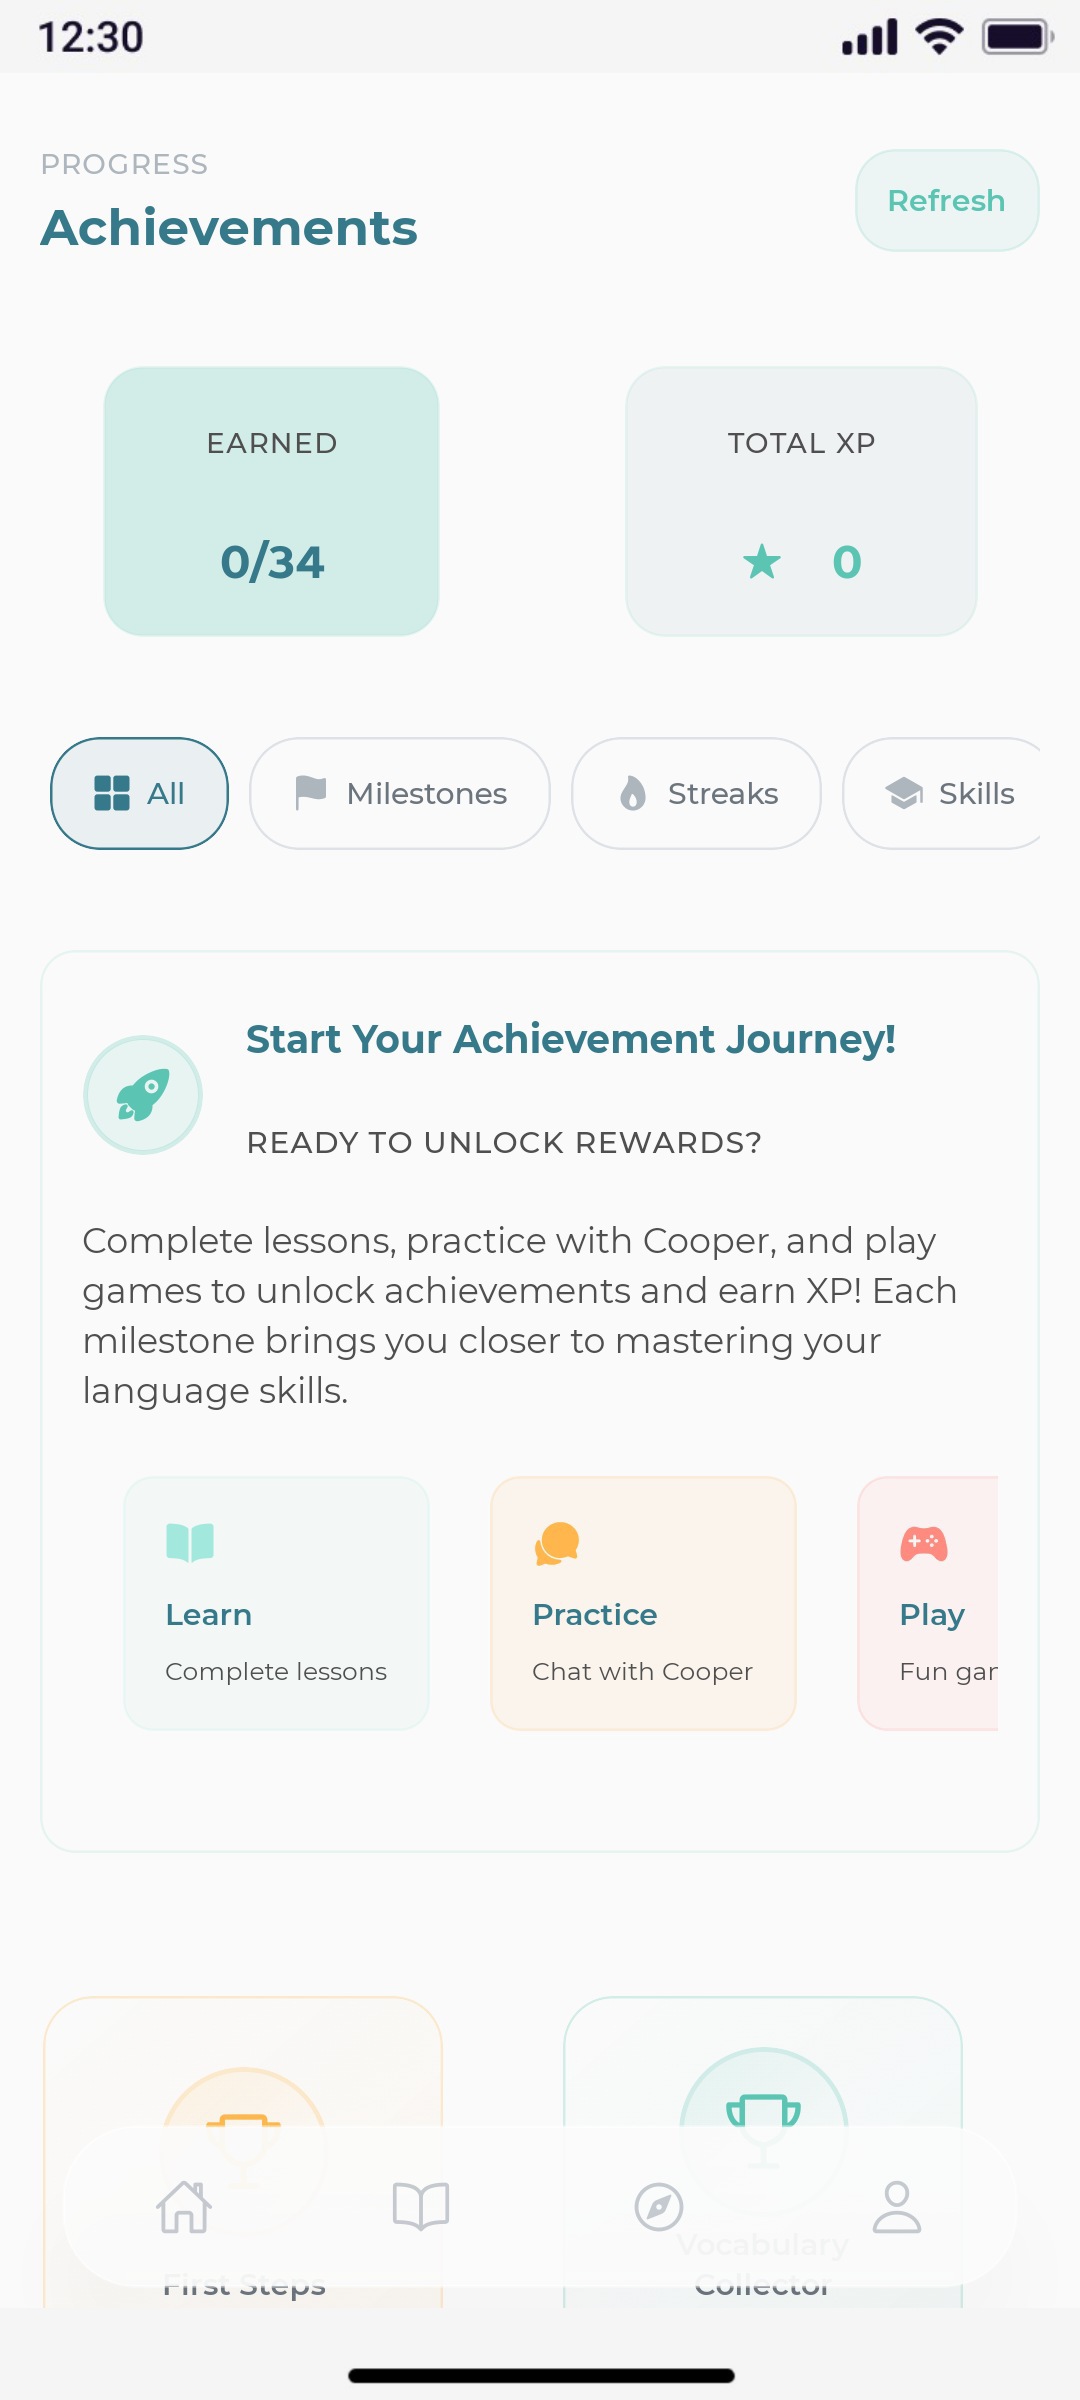 12:30
PROGRESS
Achievements
Refresh
EARNED
0/34
TOTAL XP
0
All
Milestones
Streaks
Skills
Start Your Achievement Journey!
READY TO UNLOCK REWARDS?
Complete lessons, practice with Cooper, and play
games to unlock achievements and earn XP! Each
milestone brings you closer to mastering your
language skills.
Learn
Complete lessons
Practice
Chat with Cooper
Play
Fun
First Steps
Vocabulary
Collector